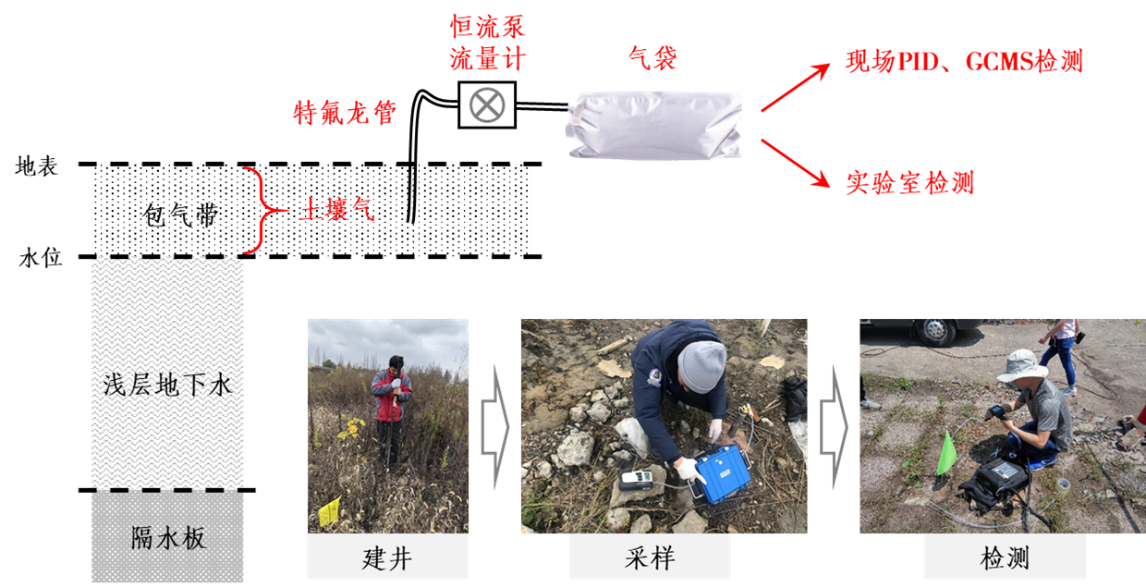 恒流泵
流量计
气袋
现场PID、GCMS检测
特氟龙管
地表
实验室检测
包气带
土壤气
水位
浅层地下水
隔水板
建井
采样
检测